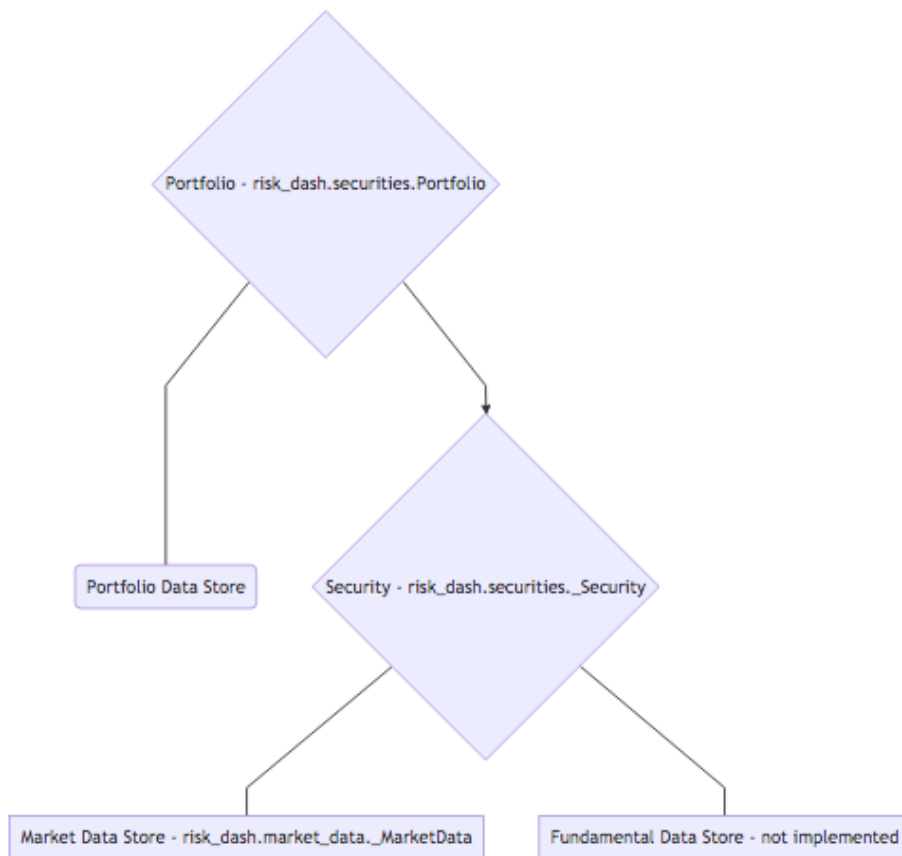 Portfolio - risk_dash.securities.Portfolio
Portfolio Data Store
Security - risk_dash.securities._Security
Market Data Store - risk_dash.market_data._MarketData
Fundamental Data Store - not implemented